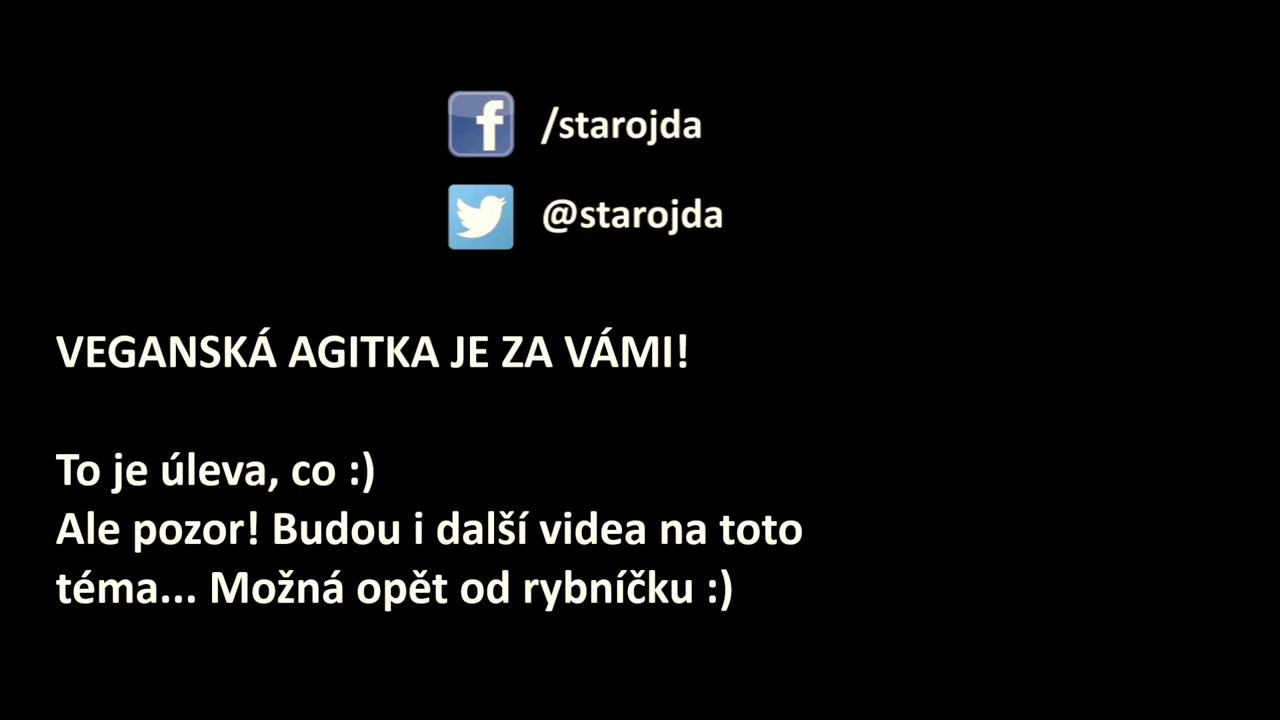 /starojda
@starojda
VEGANSKÁ AGITKA JE ZA VÁMI!
To je úleva, co :)
Ale pozor! Budou i další videa na toto
téma... Možná opět od rybníčku :)